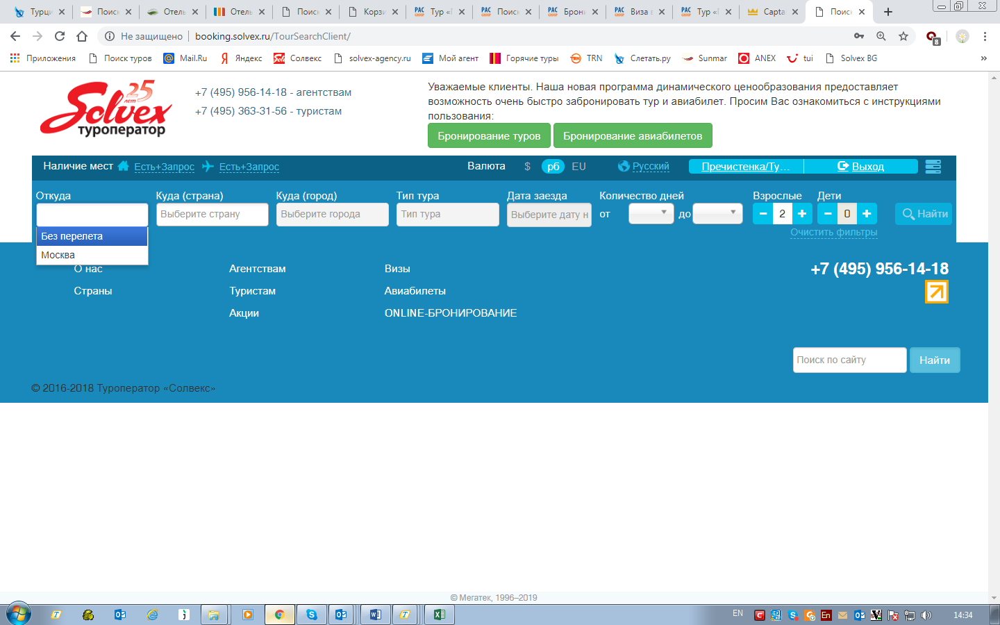 Турци
Поиск
Отель
Отель
Поиск
Корзи
PAC Тур «П
PAC Поиск
PAC Брони
PAC Виза в
PAC Тур «П
Capta
Поиск
Не защищено booking.solvex.ru/TourSearchClient/
8
Приложения Поиск туров Mail.Ru Яндекс Солвекс solvex-agency.ru Мой агент Горячие туры TRN Слетать.ру Sunmar ANEX tui Solvex BG »
Solvex 25 лет
туроператор
+7 (495) 956-14-18 - агентствам
+7 (495) 363-31-56 - туристам
Уважаемые клиенты. Наша новая программа динамического ценообразования предоставляет
возможность очень быстро забронировать тур и авиабилет. Просим Вас ознакомиться с инструкциями
пользования:
Бронирование туров Бронирование авиабилетов
Наличие мест Есть+Запрос Есть+Запрос Валюта $ рб EU Русский Пречистенка/Ту... Выход
Откуда Куда (страна) Куда (город) Тип тура Дата заезда Количество дней Взрослые Дети
Выберите страну Выберите города Тип тура Выберите дату н от до − 2 + − 0 + Найти
Очистить фильтры
Без перелета
Москва
О нас Агентствам Визы +7 (495) 956-14-18
Страны Туристам Авиабилеты
Акции ONLINE-БРОНИРОВАНИЕ
Поиск по сайту Найти
© 2016-2018 Туроператор «Солвекс»
© Мегатек, 1996–2019
EN 14:34